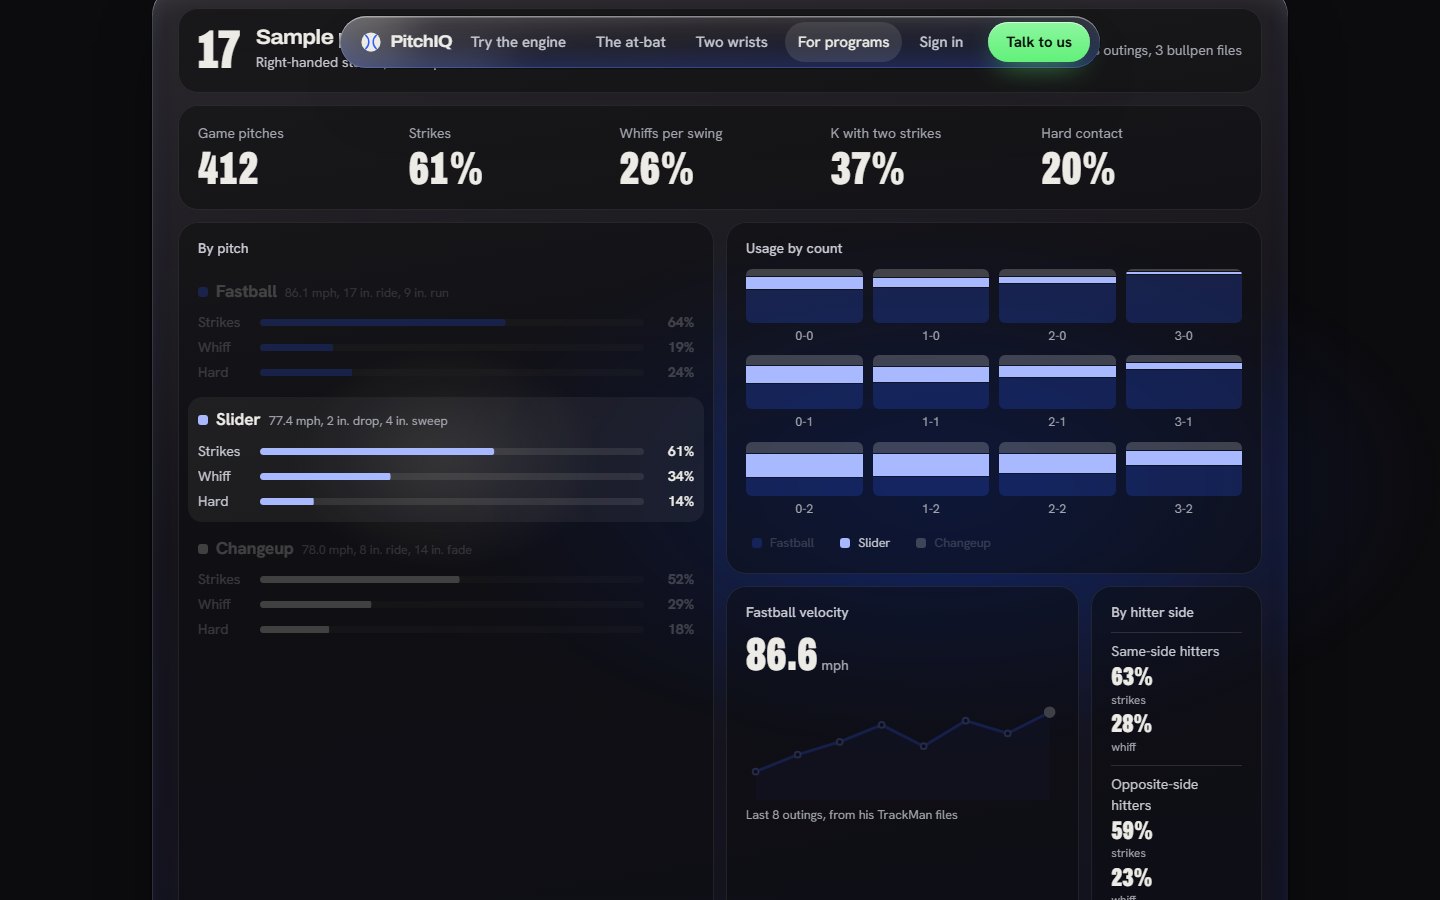 17
Sample
Right-handed
PitchIQ
Try the engine
The at-bat
Two wrists
For programs
Sign in
Talk to us
outings, 3 bullpen files
Game pitches
412
Strikes
61%
Whiffs per swing
26%
K with two strikes
37%
Hard contact
20%
By pitch
Fastball 86.1 mph, 17 in. ride, 9 in. run
Strikes 64%
Whiff 19%
Hard 24%
Slider 77.4 mph, 2 in. drop, 4 in. sweep
Strikes 61%
Whiff 34%
Hard 14%
Changeup 78.0 mph, 8 in. ride, 14 in. fade
Strikes 52%
Whiff 29%
Hard 18%
Usage by count
0-0 1-0 2-0 3-0
0-1 1-1 2-1 3-1
0-2 1-2 2-2 3-2
Fastball Slider Changeup
Fastball velocity
86.6 mph
Last 8 outings, from his TrackMan files
By hitter side
Same-side hitters
63%
strikes
28%
whiff
Opposite-side
hitters
59%
strikes
23%
whiff